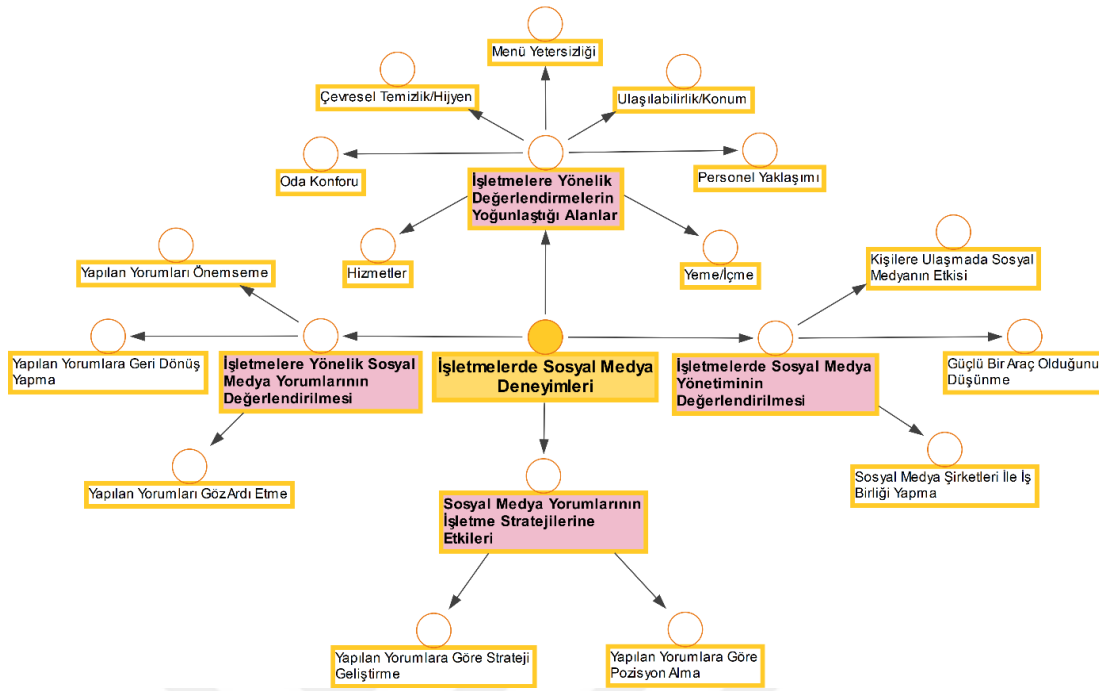 Menü Yetersizliği
Çevresel Temizlik/Hijyen
Ulaşılabilirlik/Konum
Oda Konforu
Personel Yaklaşımı
İşletmelere Yönelik
Değerlendirmelerin
Yoğunlaştığı Alanlar
Hizmetler
Yeme/İçme
Yapılan Yorumları Önemseme
Kişilere Ulaşmada Sosyal
Medyanın Etkisi
Yapılan Yorumlara Geri Dönüş
Yapma
İşletmelere Yönelik Sosyal
Medya Yorumlarının
Değerlendirilmesi
İşletmelerde Sosyal Medya
Deneyimleri
İşletmelerde Sosyal Medya
Yönetiminin
Değerlendirilmesi
Güçlü Bir Araç Olduğunu
Düşünme
Yapılan Yorumları Göz Ardı Etme
Sosyal Medya Şirketleri İle İş
Birliği Yapma
Sosyal Medya Yorumlarının
İşletme Stratejilerine
Etkileri
Yapılan Yorumlara Göre Strateji
Geliştirme
Yapılan Yorumlara Göre
Pozisyon Alma